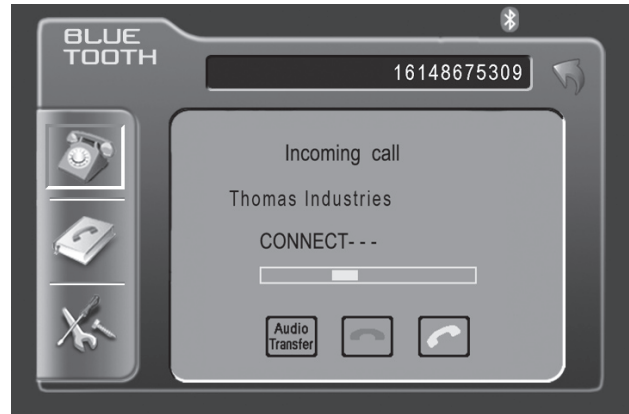 BLUE
TOOTH
16148675309
Incoming call
Thomas Industries
CONNECT- - -
Audio
Transfer